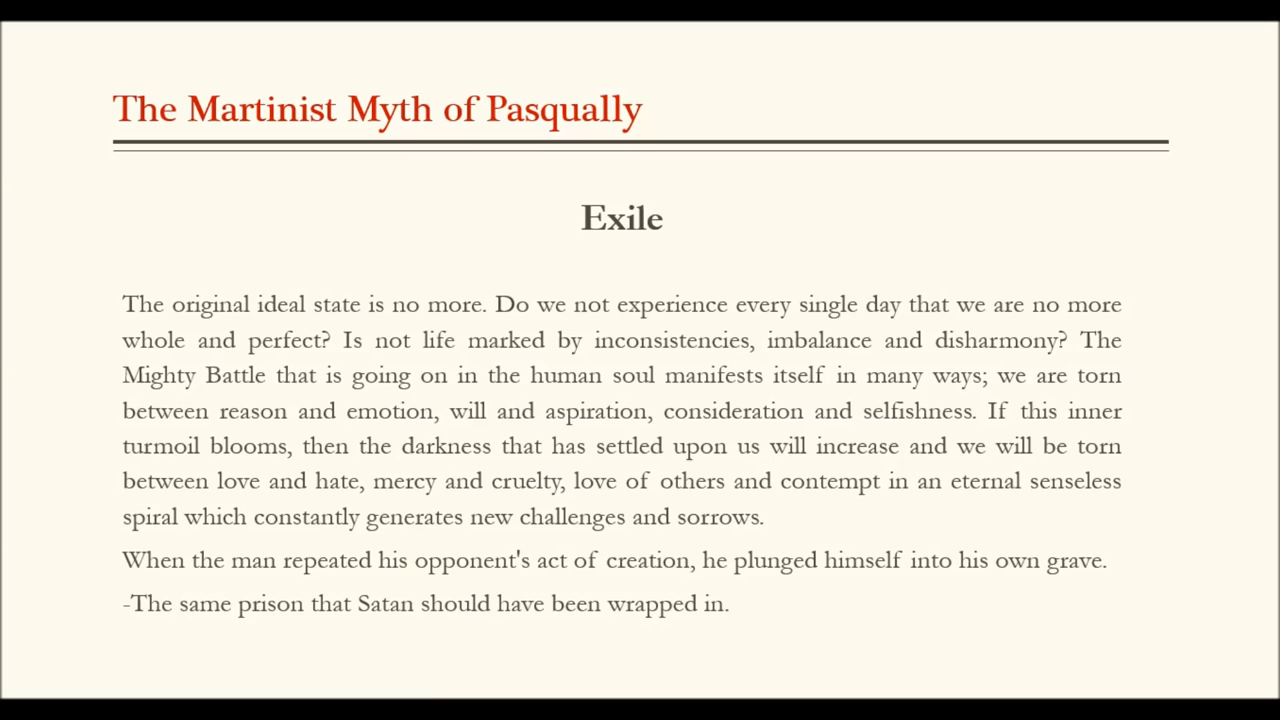 The Martinist Myth of Pasqually
Exile
The original ideal state is no more. Do we not experience every single day that we are no more
whole and perfect? Is not life marked by inconsistencies, imbalance and disharmony? The
Mighty Battle that is going on in the human soul manifests itself in many ways; we are torn
between reason and emotion, will and aspiration, consideration and selfishness. If this inner
turmoil blooms, then the darkness that has settled upon us will increase and we will be torn
between love and hate, mercy and cruelty, love of others and contempt in an eternal senseless
spiral which constantly generates new challenges and sorrows.
When the man repeated his opponent's act of creation, he plunged himself into his own grave.
-The same prison that Satan should have been wrapped in.